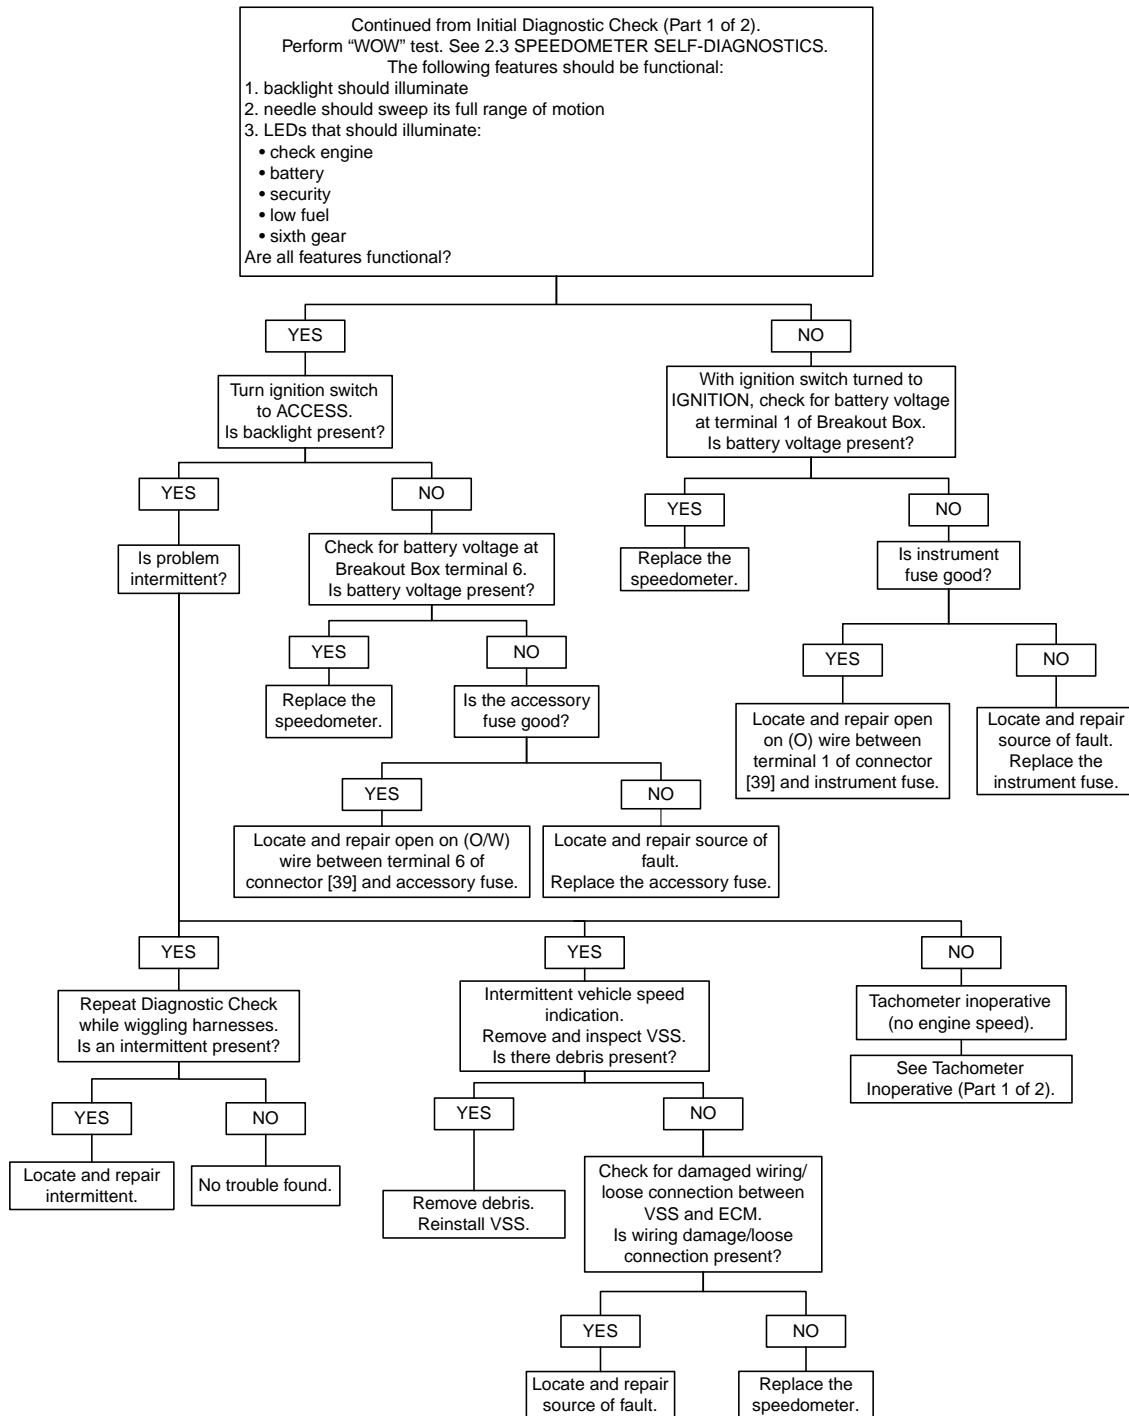 Continued from Initial Diagnostic Check (Part 1 of 2).
Perform “WOW” test. See 2.3 SPEEDOMETER SELF-DIAGNOSTICS.
The following features should be functional:
1. backlight should illuminate
2. needle should sweep its full range of motion
3. LEDs that should illuminate:
• check engine
• battery
• security
• low fuel
• sixth gear
Are all features functional?
YES
NO
Turn ignition switch
to ACCESS.
Is backlight present?
With ignition switch turned to
IGNITION, check for battery voltage
at terminal 1 of Breakout Box.
Is battery voltage present?
YES
NO
YES
NO
Is problem
intermittent?
Check for battery voltage at
Breakout Box terminal 6.
Is battery voltage present?
Replace the
speedometer.
Is instrument
fuse good?
YES
NO
YES
NO
Replace the
speedometer.
Is the accessory
fuse good?
Locate and repair open
on (O) wire between
terminal 1 of connector
[39] and instrument fuse.
Locate and repair
source of fault.
Replace the
instrument fuse.
YES
NO
Locate and repair open on (O/W)
wire between terminal 6 of
connector [39] and accessory fuse.
Locate and repair source of
fault.
Replace the accessory fuse.
YES
YES
NO
Repeat Diagnostic Check
while wiggling harnesses.
Is an intermittent present?
Intermittent vehicle speed
indication.
Remove and inspect VSS.
Is there debris present?
Tachometer inoperative
(no engine speed).
See Tachometer
Inoperative (Part 1 of 2).
YES
NO
YES
NO
Locate and repair
intermittent.
No trouble found.
Remove debris.
Reinstall VSS.
Check for damaged wiring/
loose connection between
VSS and ECM.
Is wiring damage/loose
connection present?
YES
NO
Locate and repair
source of fault.
Replace the
speedometer.